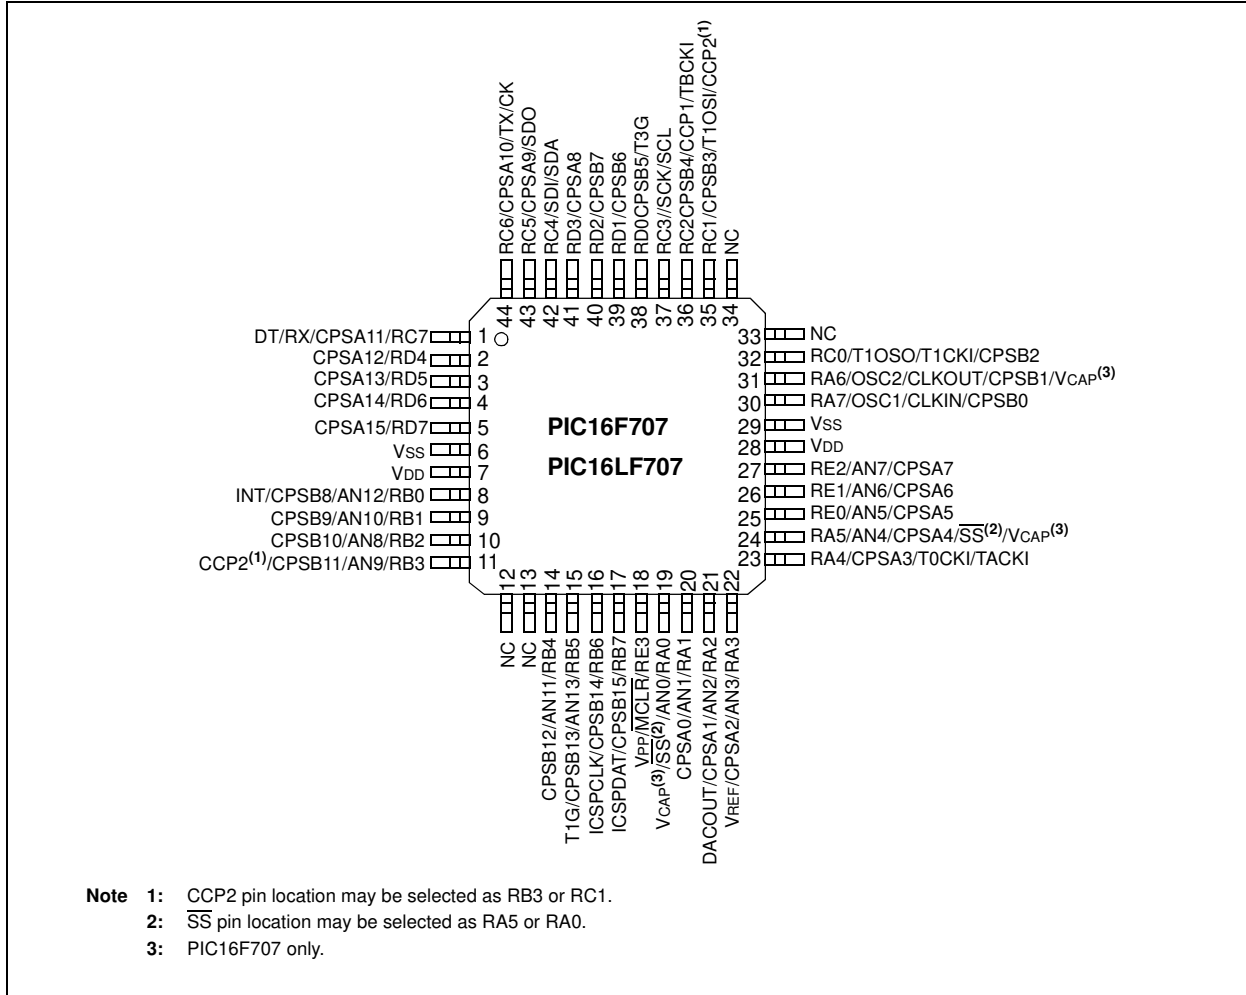 RC6/CPSA10/TX/CK
RC5/CPSA9/SDO
RC4/SDI/SDA
RD3/CPSA8
RD2/CPSB7
RD1/CPSB6
RD0CPSB5/T3G
RC3//SCK/SCL
RC2CPSB4/CCP1/TBCKI
RC1/CPSB3/T1OSI/CCP2(1)
NC
44
43
42
41
40
39
38
37
36
35
34
DT/RX/CPSA11/RC7 1
CPSA12/RD4 2
CPSA13/RD5 3
CPSA14/RD6 4
CPSA15/RD7 5
VSS 6
VDD 7
INT/CPSB8/AN12/RB0 8
CPSB9/AN10/RB1 9
CPSB10/AN8/RB2 10
CCP2(1)/CPSB11/AN9/RB3 11
PIC16F707
PIC16LF707
33 NC
32 RC0/T1OSO/T1CKI/CPSB2
31 RA6/OSC2/CLKOUT/CPSB1/VCAP(3)
30 RA7/OSC1/CLKIN/CPSB0
29 VSS
28 VDD
27 RE2/AN7/CPSA7
26 RE1/AN6/CPSA6
25 RE0/AN5/CPSA5
24 RA5/AN4/CPSA4/SS(2)/VCAP(3)
23 RA4/CPSA3/T0CKI/TACKI
12
13
14
15
16
17
18
19
20
21
22
NC
NC
CPSB12/AN11/RB4
T1G/CPSB13/AN13/RB5
ICSPCLK/CPSB14/RB6
ICSPDAT/CPSB15/RB7
VPP/MCLR/RE3
VCAP(3)/SS(2)/AN0/RA0
CPSA0/AN1/RA1
DACOUT/CPSA1/AN2/RA2
VREF/CPSA2/AN3/RA3
Note 1: CCP2 pin location may be selected as RB3 or RC1.
2: SS pin location may be selected as RA5 or RA0.
3: PIC16F707 only.